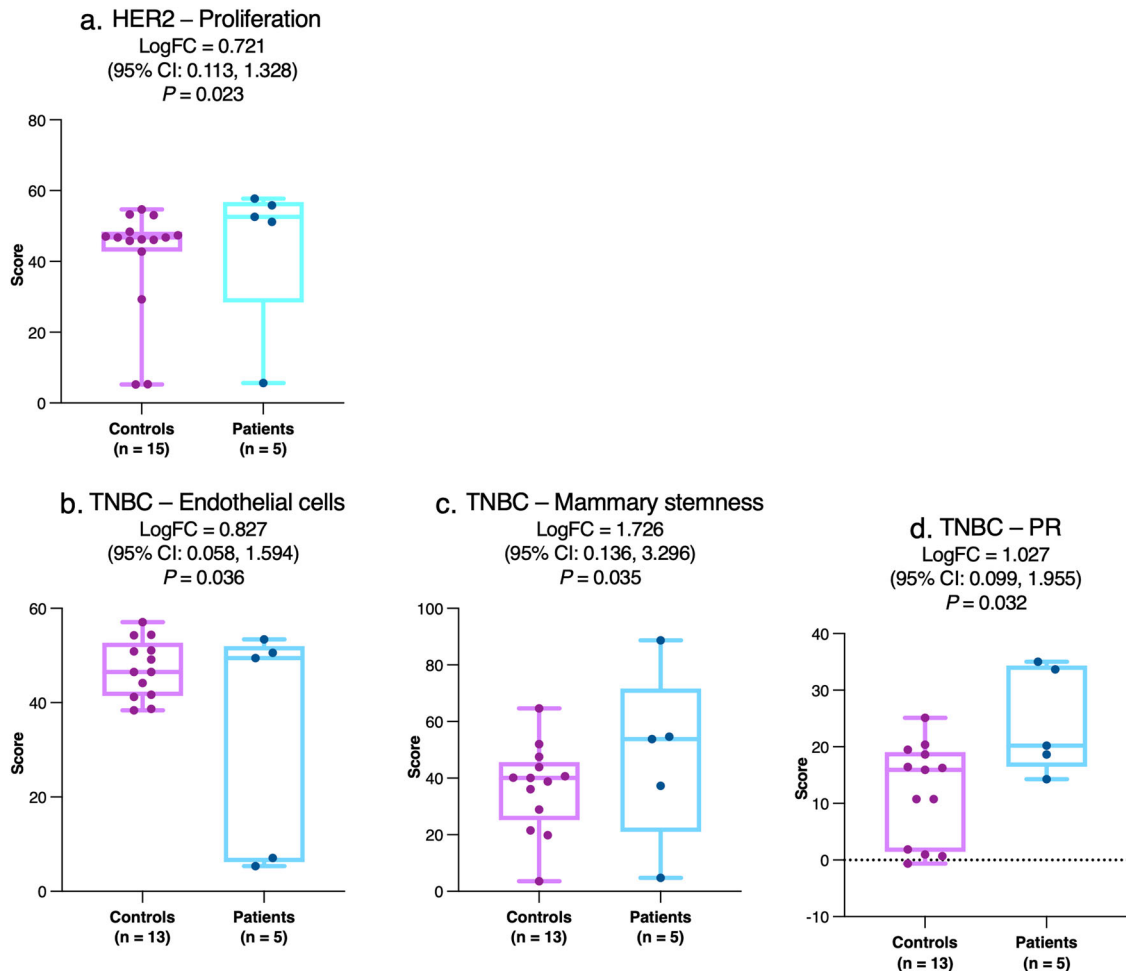 a. HER2 – Proliferation
LogFC = 0.721
(95% CI: 0.113, 1.328)
P = 0.023
80
60
40
20
0
Score
Controls
(n = 15)
Patients
(n = 5)
b. TNBC – Endothelial cells
LogFC = 0.827
(95% CI: 0.058, 1.594)
P = 0.036
60
40
20
0
Score
Controls
(n = 13)
Patients
(n = 5)
c. TNBC – Mammary stemness
LogFC = 1.726
(95% CI: 0.136, 3.296)
P = 0.035
100
80
60
40
20
0
Score
Controls
(n = 13)
Patients
(n = 5)
d. TNBC – PR
LogFC = 1.027
(95% CI: 0.099, 1.955)
P = 0.032
40
30
20
10
0
-10
Score
Controls
(n = 13)
Patients
(n = 5)